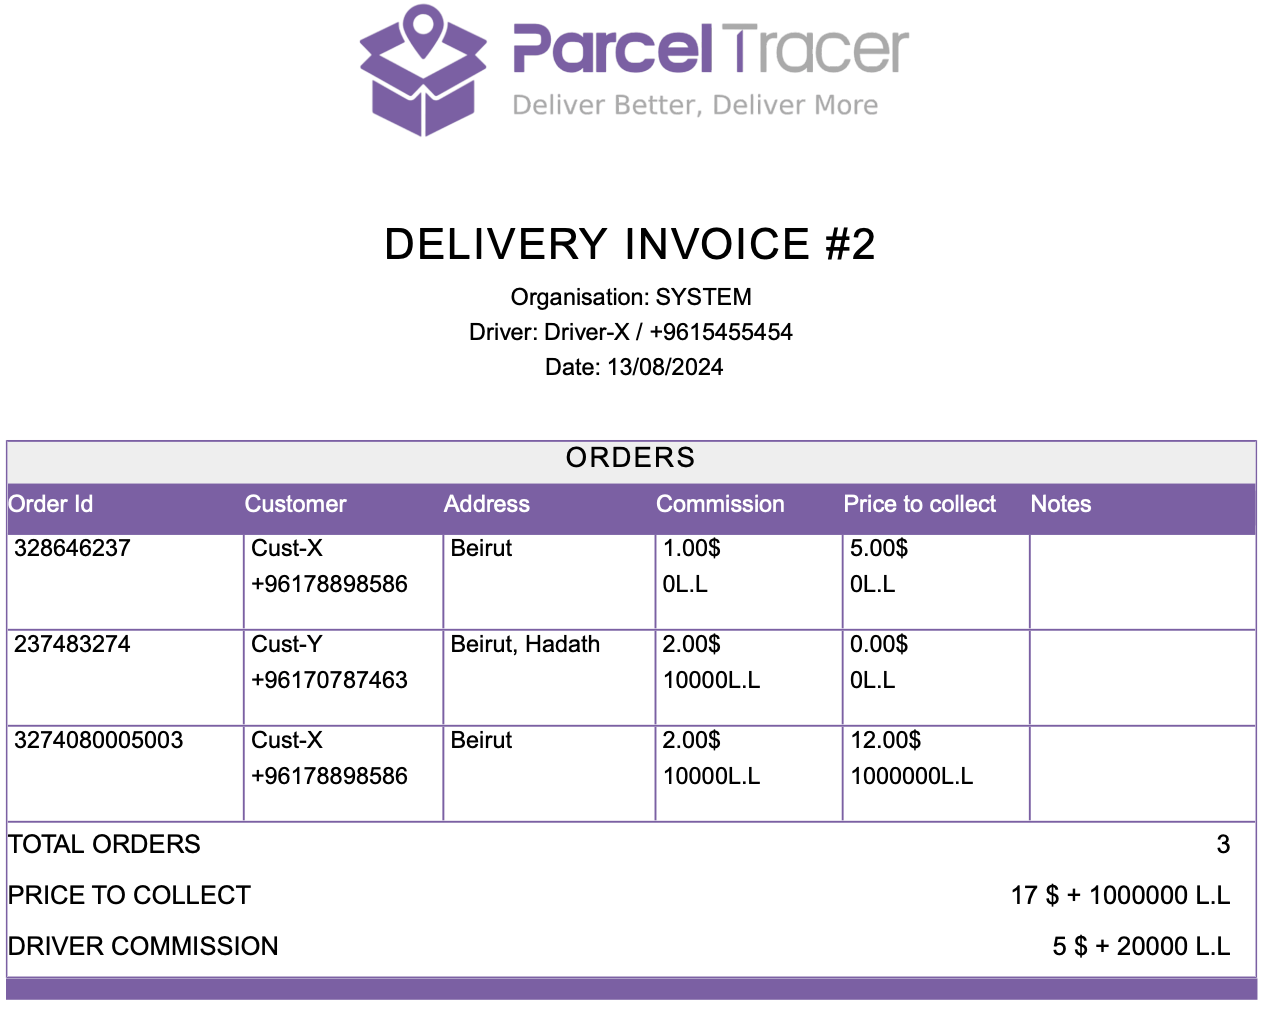 Parcel Tracer
Deliver Better, Deliver More
DELIVERY INVOICE #2
Organisation: SYSTEM
Driver: Driver-X / +9615455454
Date: 13/08/2024
ORDERS
Order Id Customer Address Commission Price to collect Notes
328646237 Cust-X Beirut 1.00$ 5.00$
+96178898586 0L.L 0L.L
237483274 Cust-Y Beirut, Hadath 2.00$ 0.00$
+96170787463 10000L.L 0L.L
3274080005003 Cust-X Beirut 2.00$ 12.00$
+96178898586 10000L.L 1000000L.L
TOTAL ORDERS 3
PRICE TO COLLECT 17 $ + 1000000 L.L
DRIVER COMMISSION 5 $ + 20000 L.L